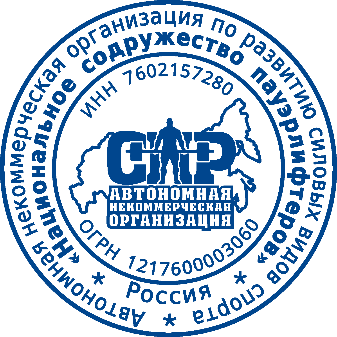 Автономная некоммерческая организация по развитию силовых видов спорта
«Национальное содружество пауэрлифтеров»
* Россия *
*
ИНН 7602157280
ОГРН 1217600003060
СПР
АВТОНОМНАЯ
НЕКОММЕРЧЕСКАЯ
ОРГАНИЗАЦИЯ